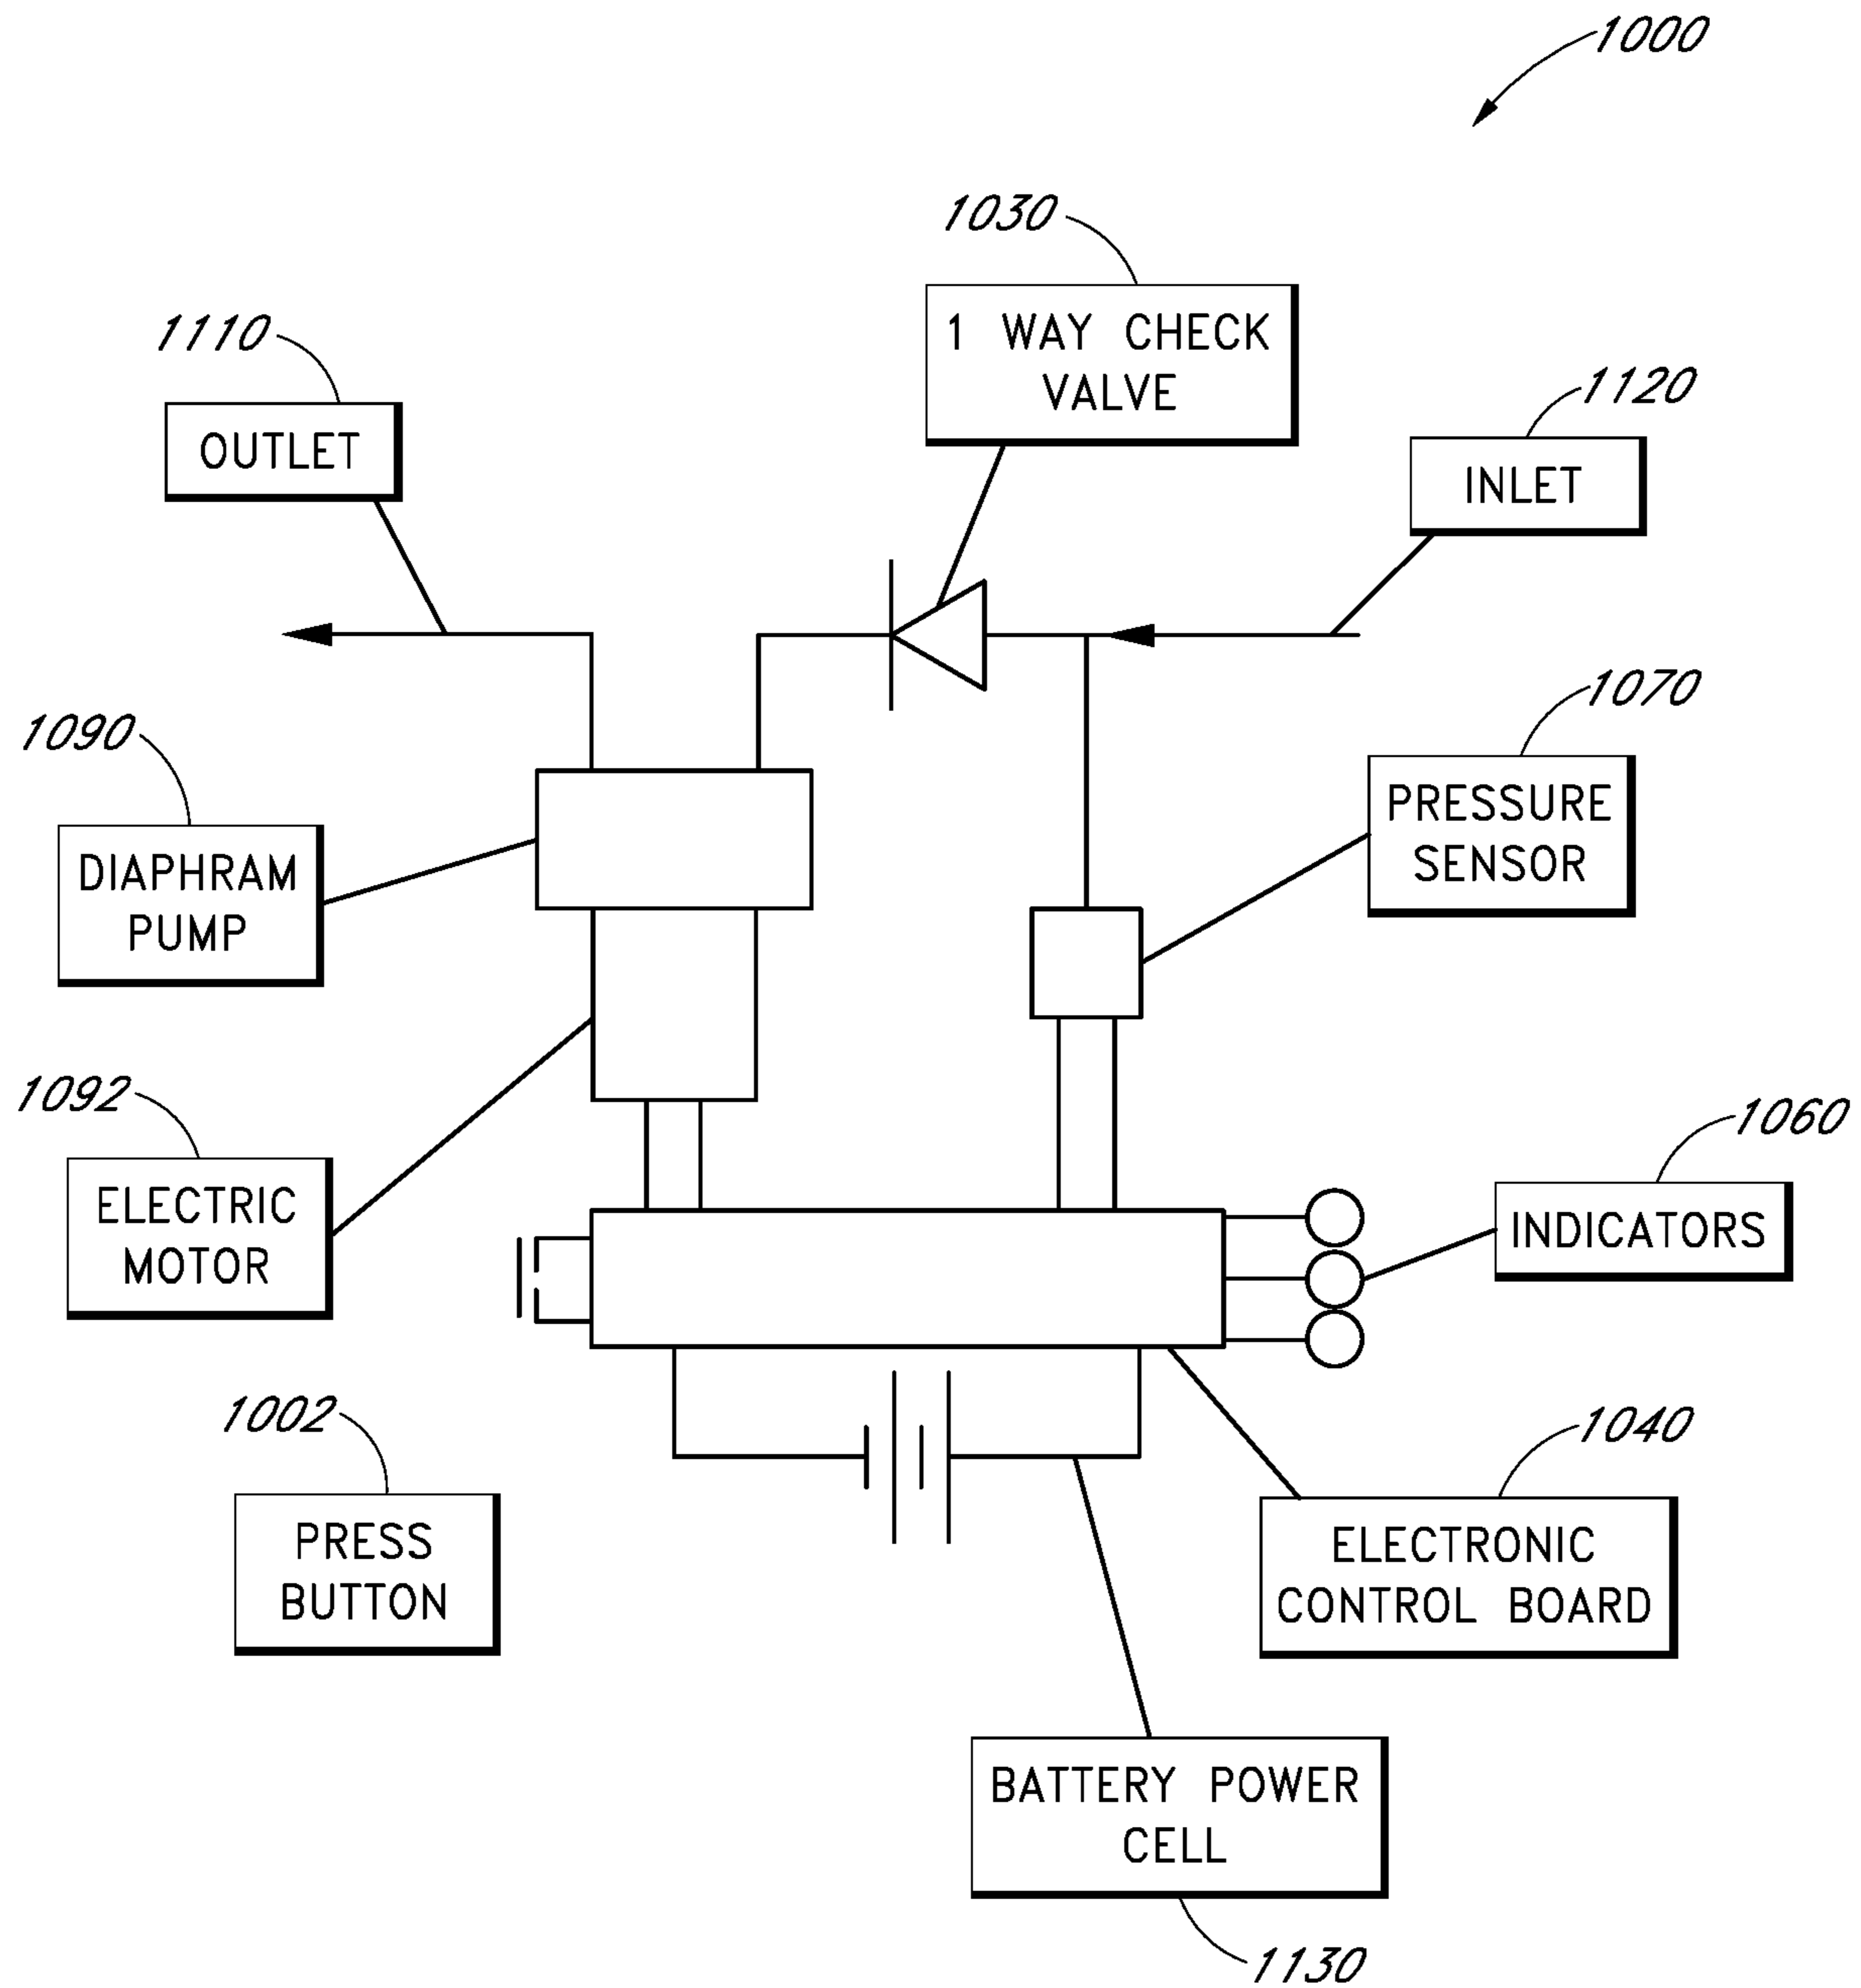 1000
1030
1 WAY CHECK
VALVE
1110
OUTLET
1120
INLET
1070
PRESSURE
SENSOR
1090
DIAPHRAM
PUMP
1092
ELECTRIC
MOTOR
1060
INDICATORS
1002
PRESS
BUTTON
1040
ELECTRONIC
CONTROL BOARD
BATTERY POWER
CELL
1130